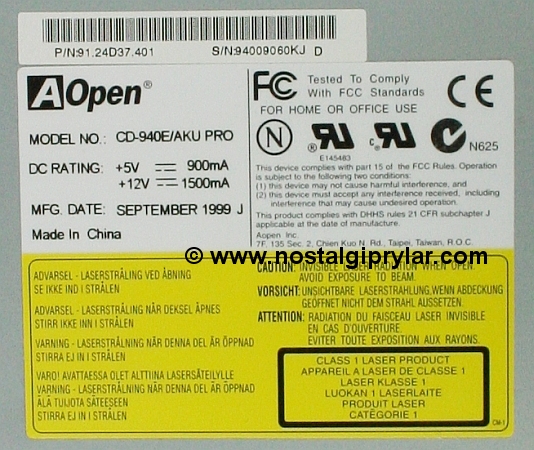 P/N:91.24D37.401 S/N:94009060KJ D
AOpen®
MODEL NO.: CD-940E/AKU PRO
DC RATING: +5V 900mA
+12V 1500mA
MFG. DATE: SEPTEMBER 1999 J
Made In China
FC Tested To Comply
With FCC Standards
FOR HOME OR OFFICE USE
CE
N
E145483
N625
This device complies with part 15 of the FCC Rules. Operation
is subject to the following two conditions:
(1) this device may not cause harmful interference, and
(2) this device must accept any interference received, including
interference that may cause undesired operation.
This product complies with DHHS rules 21 CFR subchapter J
applicable at the date of manufacture.
Aopen Inc.
7F, 135 Sec. 2, Chien Kuo N. Rd., Taipei, Taiwan, R.O.C.
© www.nostalgiprylar.com
ADVARSEL - LASERSTRÅLING VED ÅBNING
SE IKKE IND I STRÅLEN
ADVARSEL - LASERSTRÅLING NÅR DEKSEL ÅPNES
STIRR IKKE INN I STRÅLEN
VARNING - LASERSTRÅLNING NÄR DENNA DEL ÄR ÖPPNAD
STIRRA EJ IN I STRÅLEN
VARO! AVATTAESSA OLET ALTTIINA LASERSÄTEILYLLE
VARNING - LASERSTRÅLNING NÄR DENNA DEL ÄR ÖPPNAD
ÄLÄ TUIJOTA SÄTEESEEN
STIRRA EJ IN I STRÅLEN
CAUTION: INVISIBLE LASER RADIATION WHEN OPEN.
AVOID EXPOSURE TO BEAM.
VORSICHT: UNSICHTBARE LASERSTRAHLUNG.WENN ABDECKUNG
GEÖFFNET NICHT DEM STRAHL AUSSETZEN.
ATTENTION: RADIATION DU FAISCEAU LASER INVISIBLE
EN CAS D'OUVERTURE.
EVITER TOUTE EXPOSITION AUX RAYONS.
CLASS 1 LASER PRODUCT
APPAREIL A LASER DE CLASSE 1
LASER KLASSE 1
LUOKAN 1 LASERLAITE
PRODUIT LASER
CATÉGORIE 1